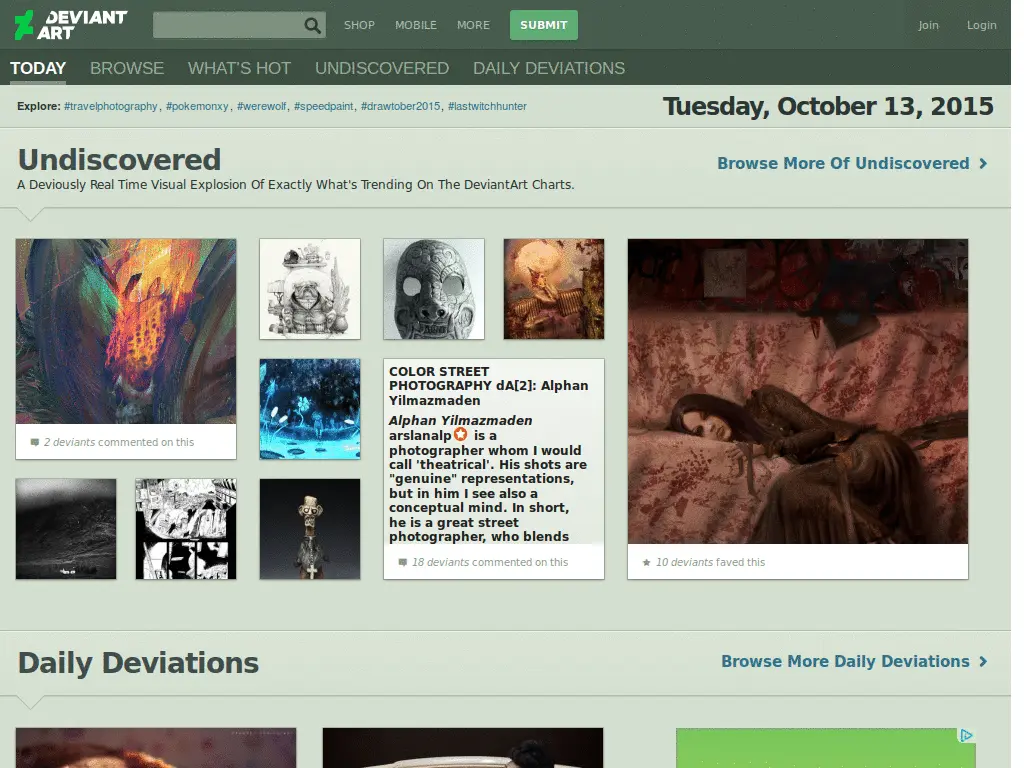 DEVIANT ART
SHOP MOBILE MORE SUBMIT Join Login
TODAY BROWSE WHAT'S HOT UNDISCOVERED DAILY DEVIATIONS
Explore: #travelphotography, #pokemonxy, #werewolf, #speedpaint, #drawtober2015, #lastwitchhunter
Tuesday, October 13, 2015
Undiscovered
A Deviously Real Time Visual Explosion Of Exactly What's Trending On The DeviantArt Charts.
Browse More Of Undiscovered
2 deviants commented on this
COLOR STREET
PHOTOGRAPHY dA[2]: Alphan
Yilmazmaden
Alphan Yilmazmaden
arslanalp is a
photographer whom I would
call 'theatrical'. His shots are
"genuine" representations,
but in him I see also a
conceptual mind. In short,
he is a great street
photographer, who blends
18 deviants commented on this
10 deviants faved this
Daily Deviations
Browse More Daily Deviations